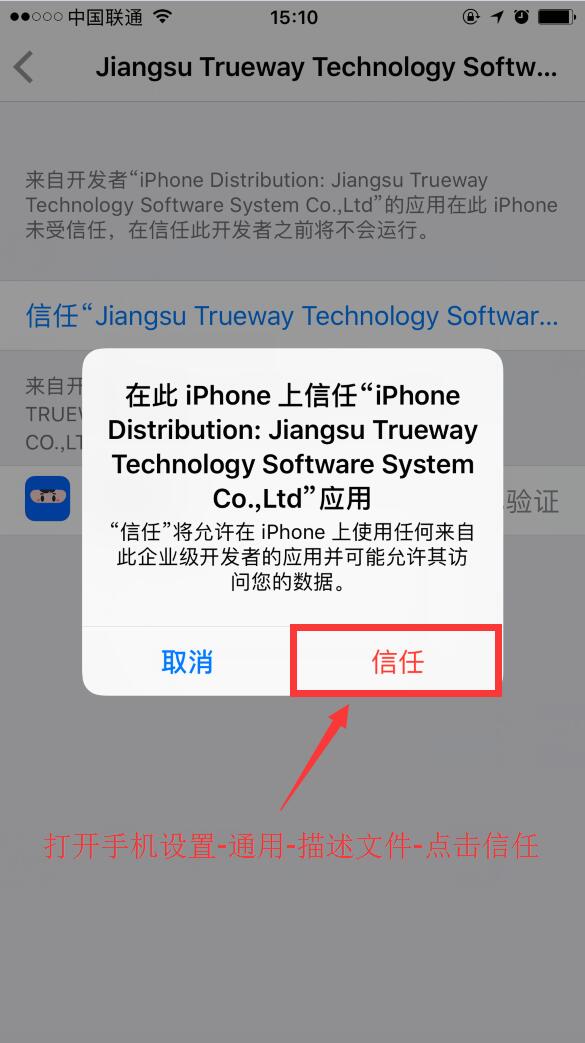 中国联通
15:10
Jiangsu Trueway Technology Softw...
来自开发者“iPhone Distribution: Jiangsu Trueway
Technology Software System Co.,Ltd”的应用在此 iPhone
未受信任，在信任此开发者之前将不会运行。
信任“Jiangsu Trueway Technology Softwar...
来自开
TRUEW
CO.,LT
验证
在此 iPhone 上信任“iPhone
Distribution: Jiangsu Trueway
Technology Software System
Co.,Ltd”应用
“信任”将允许在 iPhone 上使用任何来自
此企业级开发者的应用并可能允许其访
问您的数据。
取消
信任
打开手机设置-通用-描述文件-点击信任